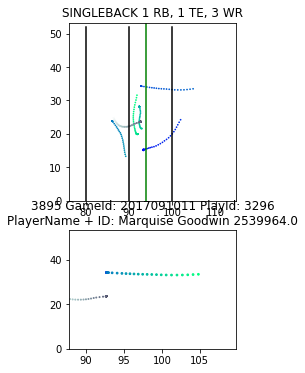 SINGLEBACK 1 RB, 1 TE, 3 WR
50
40
30
20
10
0
80 90 100 110
3895 GameId: 2017091011 PlayId: 3296
PlayerName + ID: Marquise Goodwin 2539964.0
40
20
0
90 95 100 105